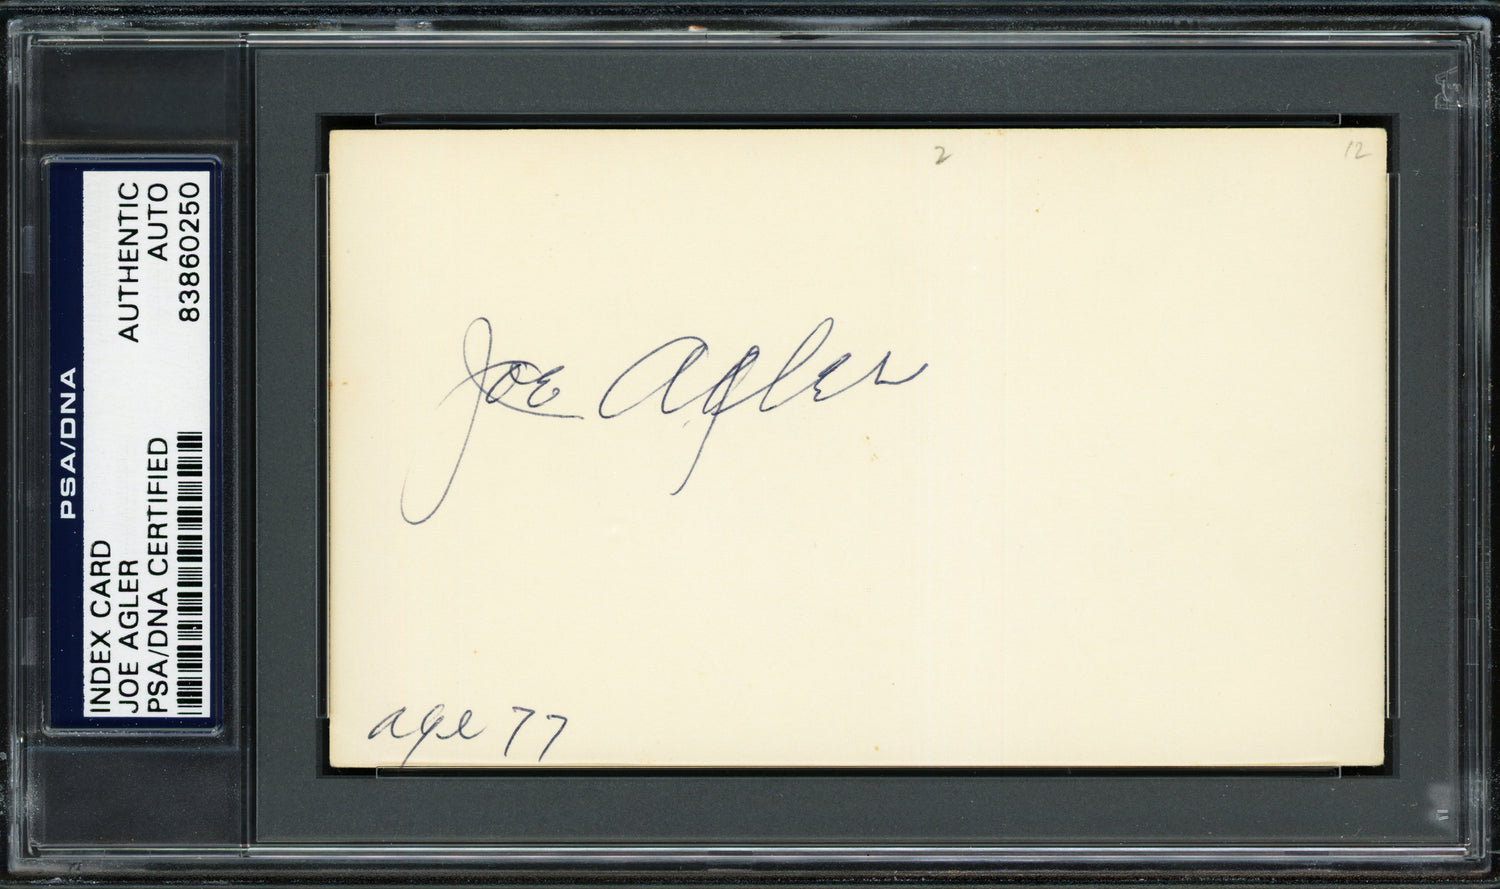 PSA/DNA
INDEX CARD AUTHENTIC
JOE AGLER AUTO
PSA/DNA CERTIFIED 83860250
2
12
Joe Agler
age 77